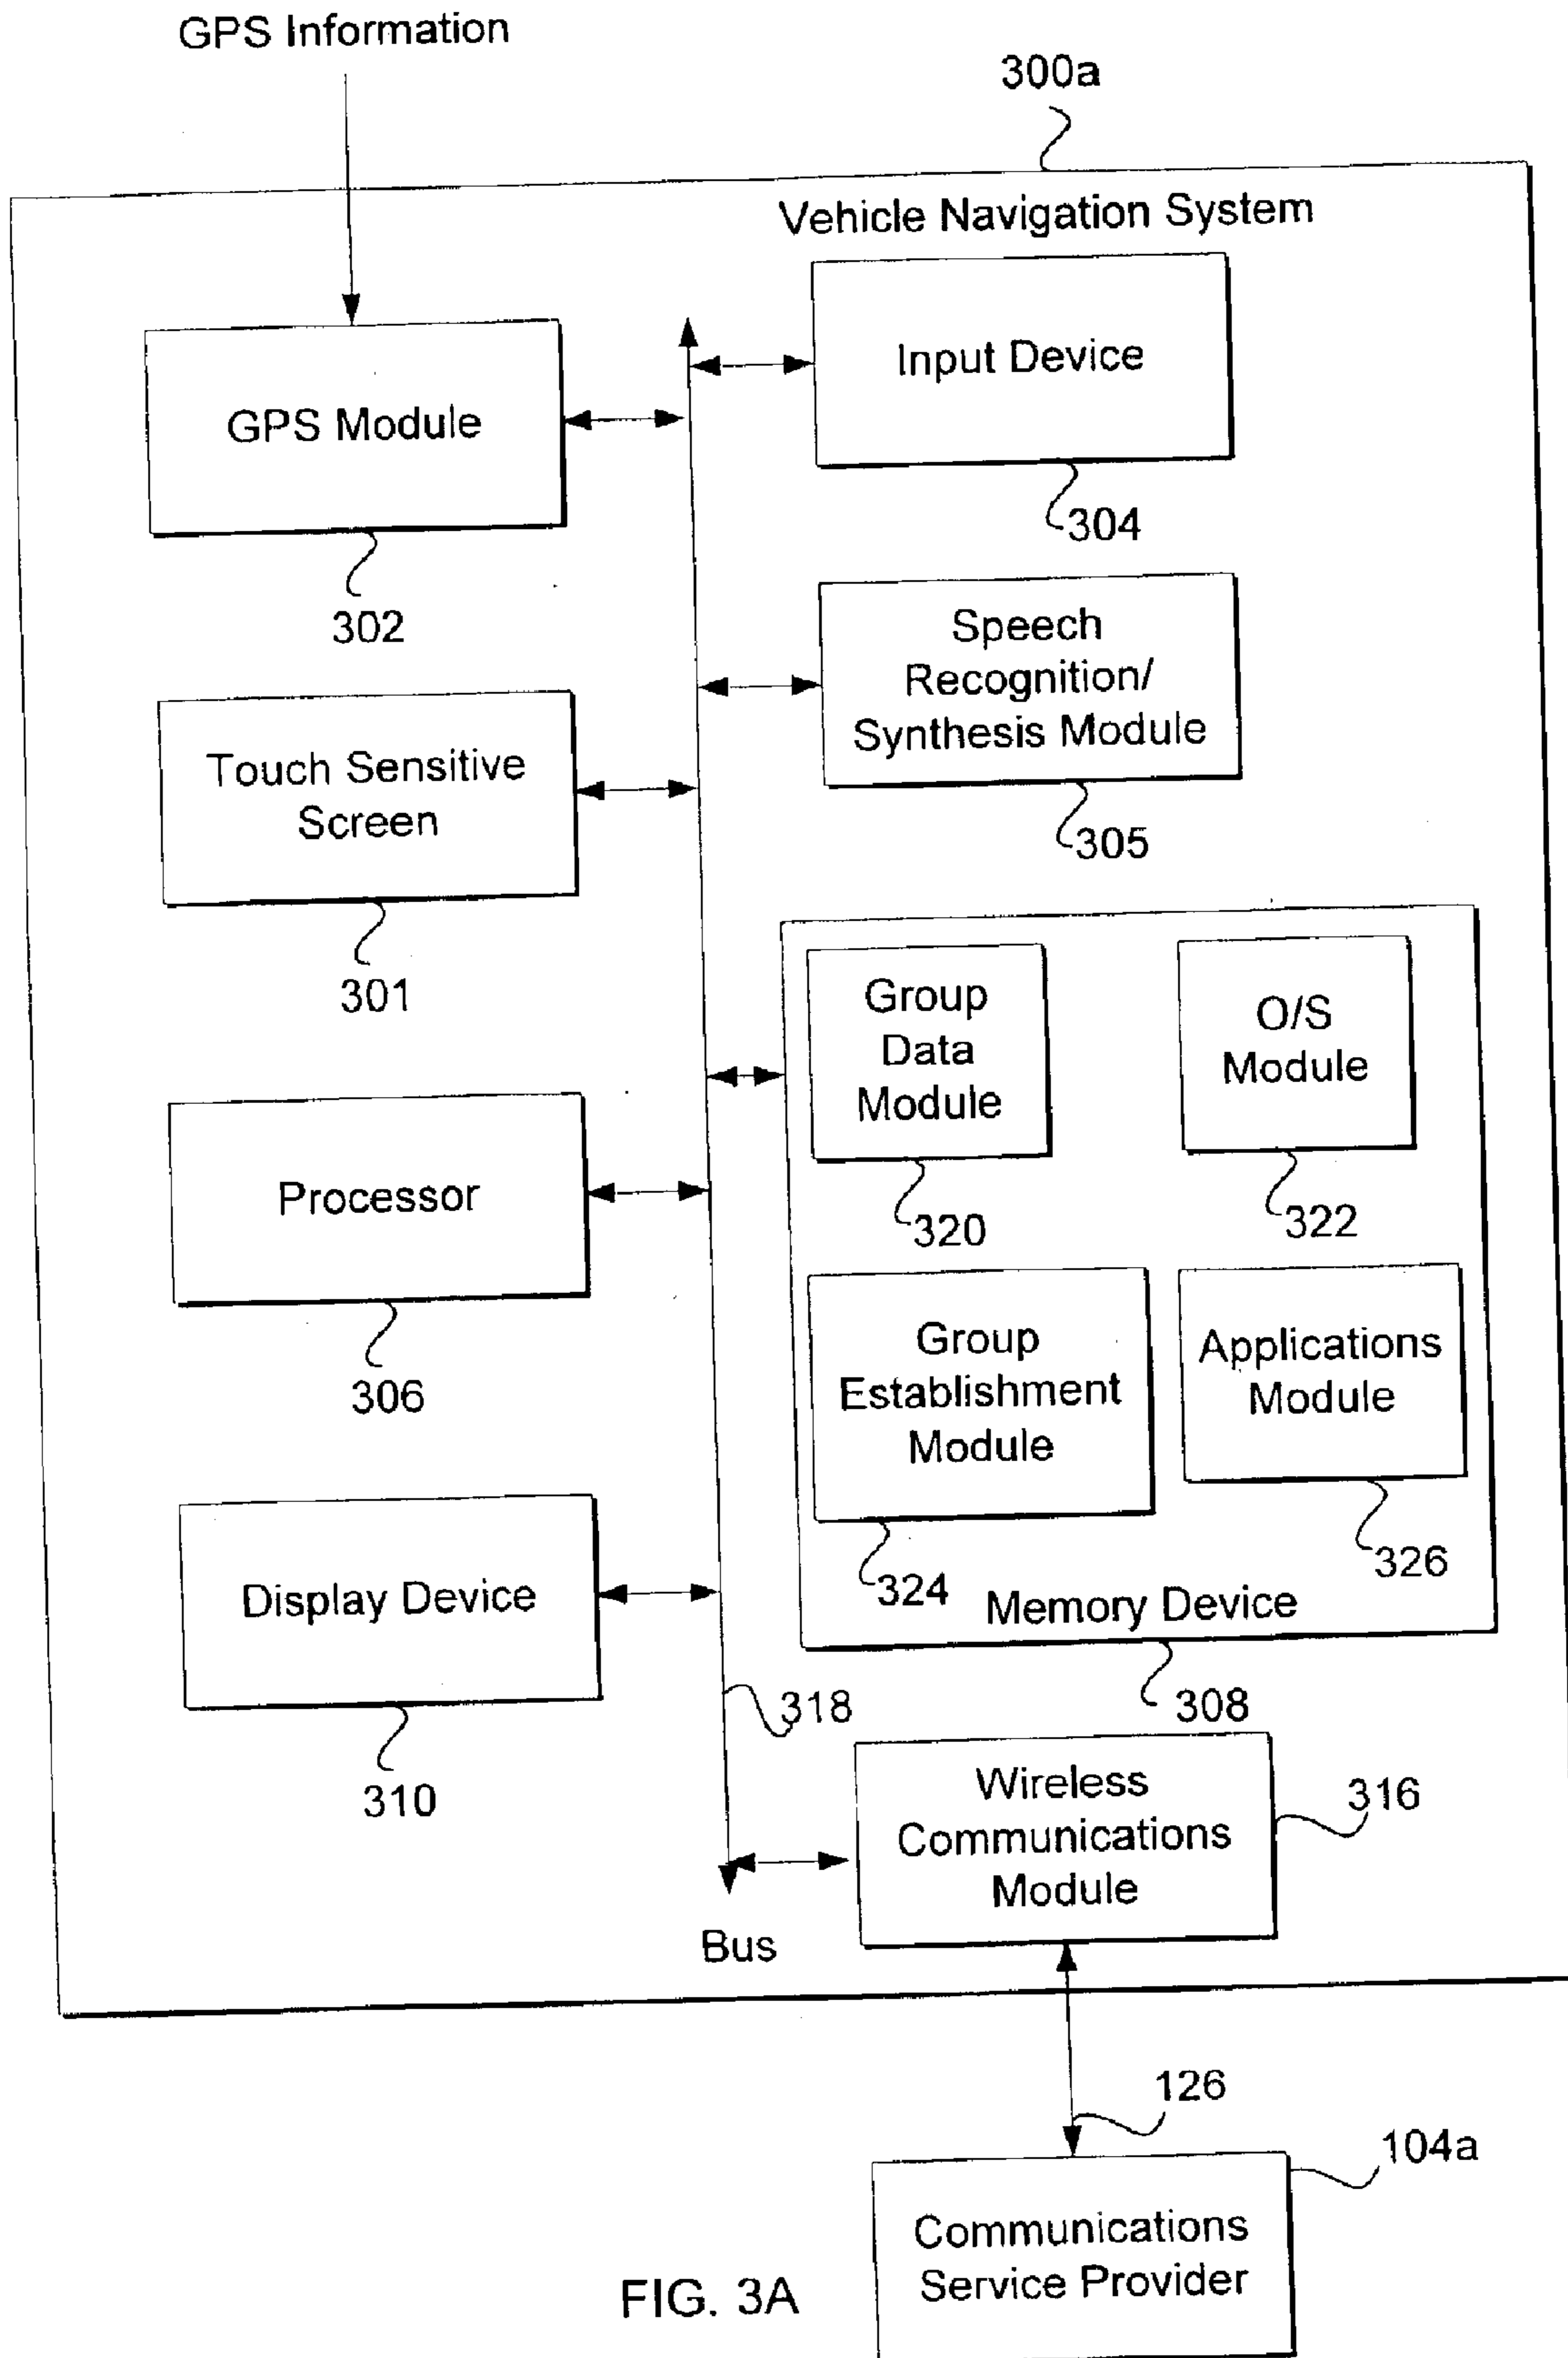 GPS Information
300a
Vehicle Navigation System
GPS Module
302
Input Device
304
Speech
Recognition/
Synthesis Module
305
Touch Sensitive
Screen
301
Group
Data
Module
320
O/S
Module
322
Processor
306
Group
Establishment
Module
324
Applications
Module
326
Memory Device
308
Display Device
310
318
Bus
Wireless
Communications
Module
316
126
104a
Communications
Service Provider
FIG. 3A